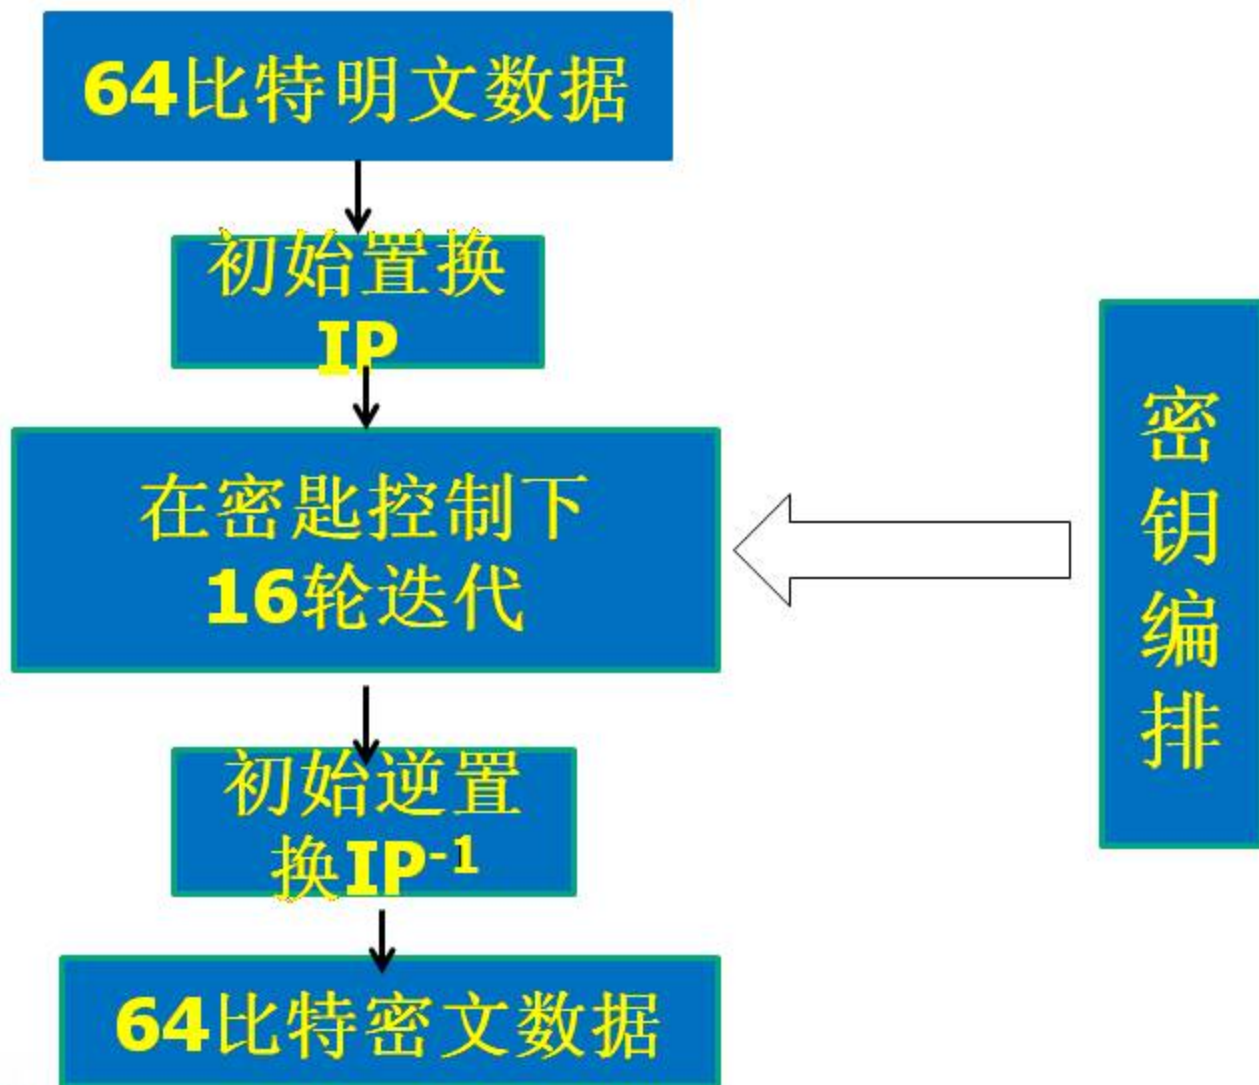 64比特明文数据
初始置换
IP
在密匙控制下
16轮迭代
密
钥
编
排
初始逆置
换IP-1
64比特密文数据